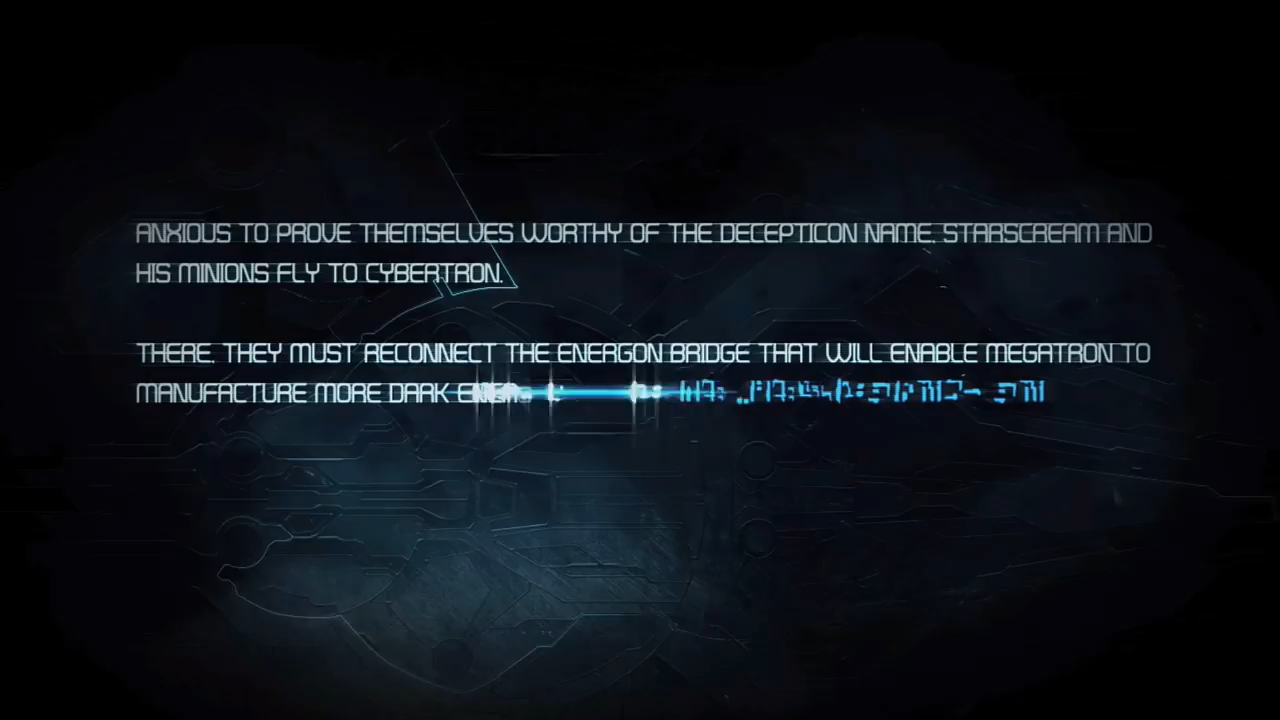 ANXIOUS TO PROVE THEMSELVES WORTHY OF THE DECEPTICON NAME, STARSCREAM AND
HIS MINIONS FLY TO CYBERTRON.
THERE, THEY MUST RECONNECT THE ENERGON BRIDGE THAT WILL ENABLE MEGATRON TO
MANUFACTURE MORE DARK